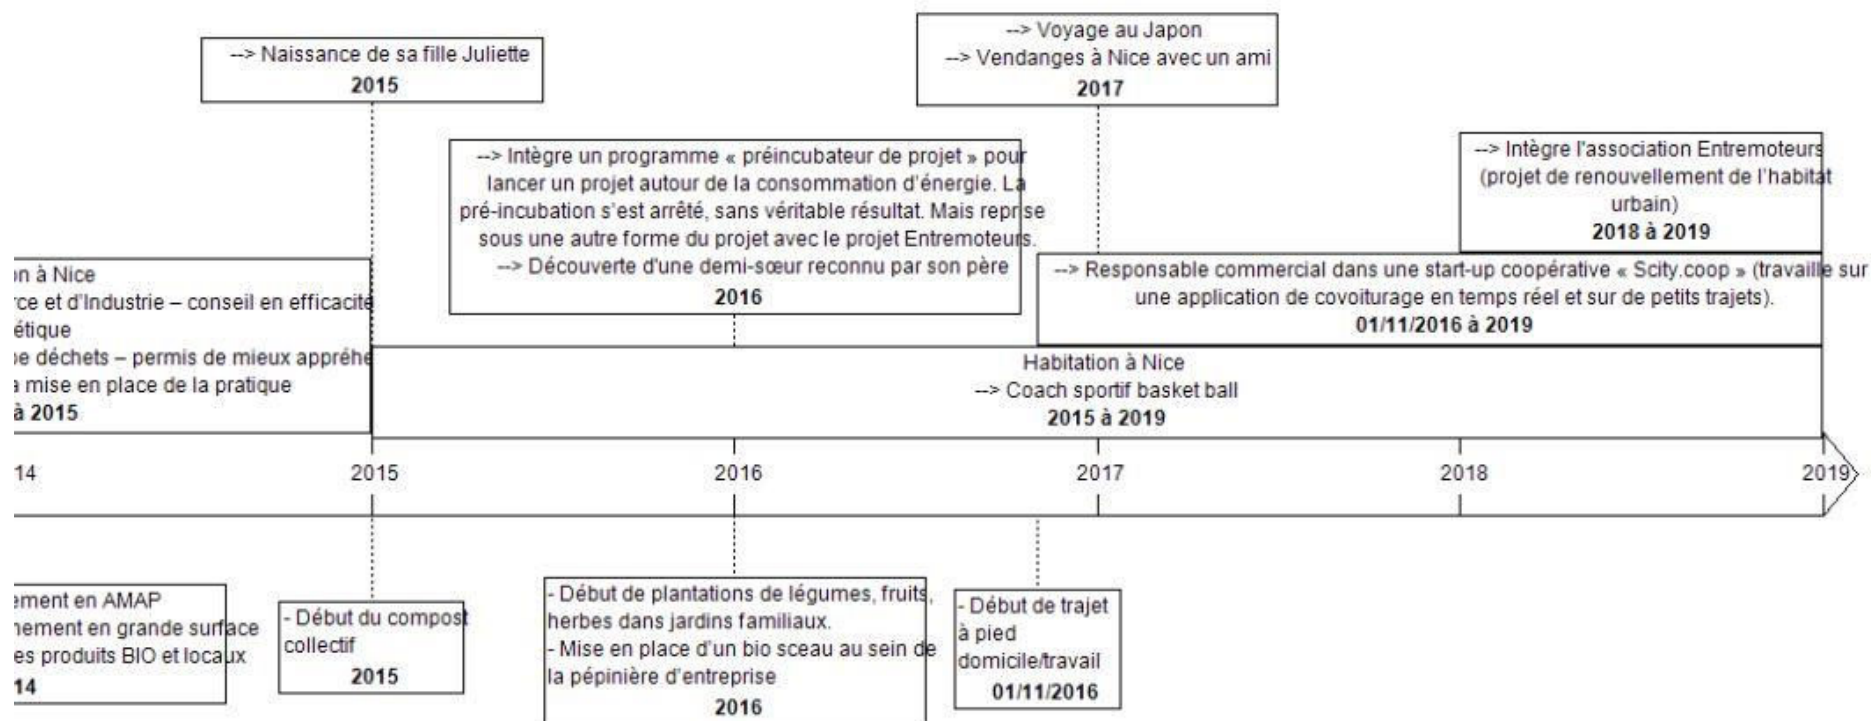 --> Naissance de sa fille Juliette
2015
--> Voyage au Japon
--> Vendanges à Nice avec un ami
2017
--> Intègre un programme « préincubateur de projet » pour
lancer un projet autour de la consommation d'énergie. La
pré-incubation s'est arrêté, sans véritable résultat. Mais reprise
sous une autre forme du projet avec le projet Entremoteurs.
--> Découverte d'une demi-sœur reconnu par son père
2016
--> Intègre l'association Entremoteurs
(projet de renouvellement de l'habitat
urbain)
2018 à 2019
on à Nice
rce et d'Industrie – conseil en efficacité
étique
pe déchets – permis de mieux appréhe
a mise en place de la pratique
à 2015
--> Responsable commercial dans une start-up coopérative « Scity.coop » (travaille sur
une application de covoiturage en temps réel et sur de petits trajets).
01/11/2016 à 2019
Habitation à Nice
--> Coach sportif basket ball
2015 à 2019
14 2015 2016 2017 2018 2019
ement en AMAP
nement en grande surface
es produits BIO et locaux
14
- Début du compost
collectif
2015
- Début de plantations de légumes, fruits,
herbes dans jardins familiaux.
- Mise en place d'un bio sceau au sein de
la pépinière d'entreprise
2016
- Début de trajet
à pied
domicile/travail
01/11/2016